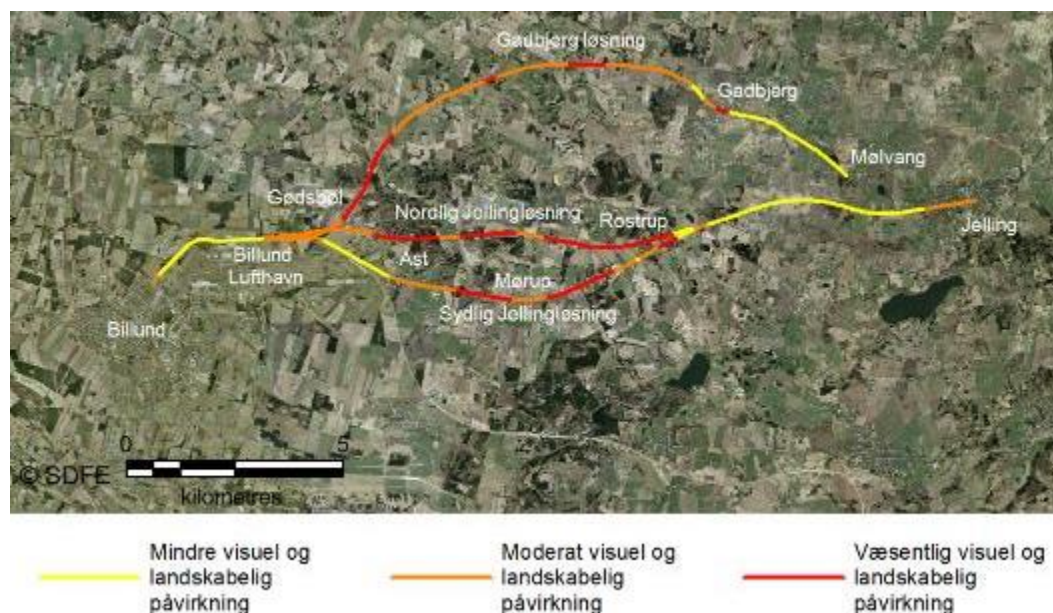 Gadbjerg løsning
Gadbjerg
Mølvang
Gødsbøl
Nordlig Jellingløsning
Rostrup
Jelling
Billund
Lufthavn
Ast
Mørup
Sydlig Jellingløsning
Billund
0 5
© SDFE
kilometres
Mindre visuel og
landskabelig
påvirkning
Moderat visuel og
landskabelig
påvirkning
Væsentlig visuel og
landskabelig
påvirkning